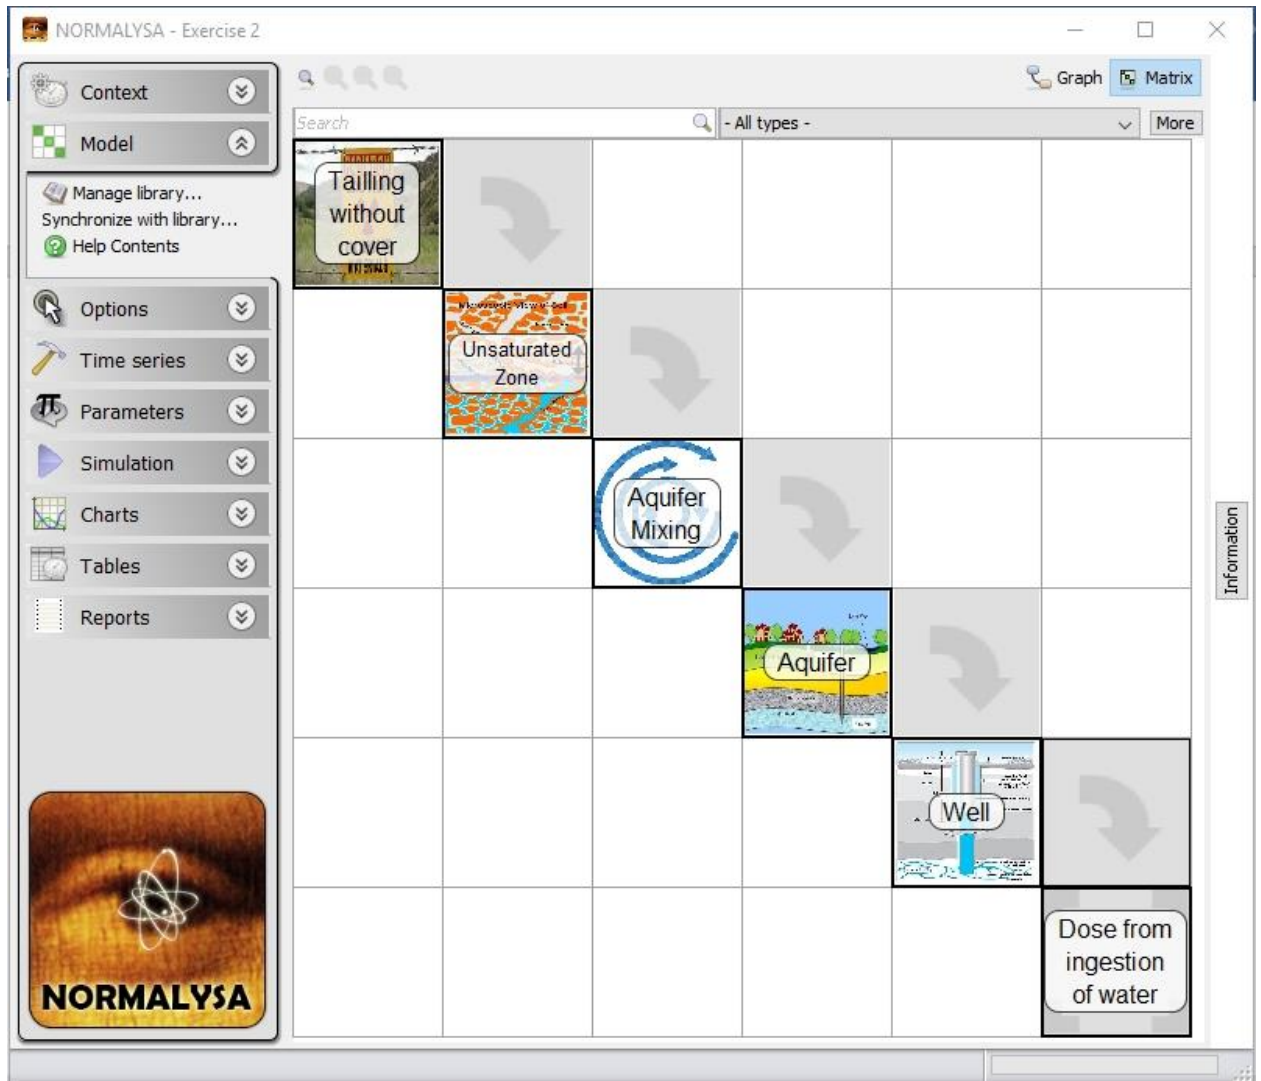 NORMALYSA - Exercise 2
Context
Model
Manage library...
Synchronize with library...
Help Contents
Options
Time series
Parameters
Simulation
Charts
Tables
Reports
NORMALYSA
Graph
Matrix
Search
- All types -
More
Tailling
without
cover
Unsaturated
Zone
Aquifer
Mixing
Aquifer
Well
Dose from
ingestion
of water
Information